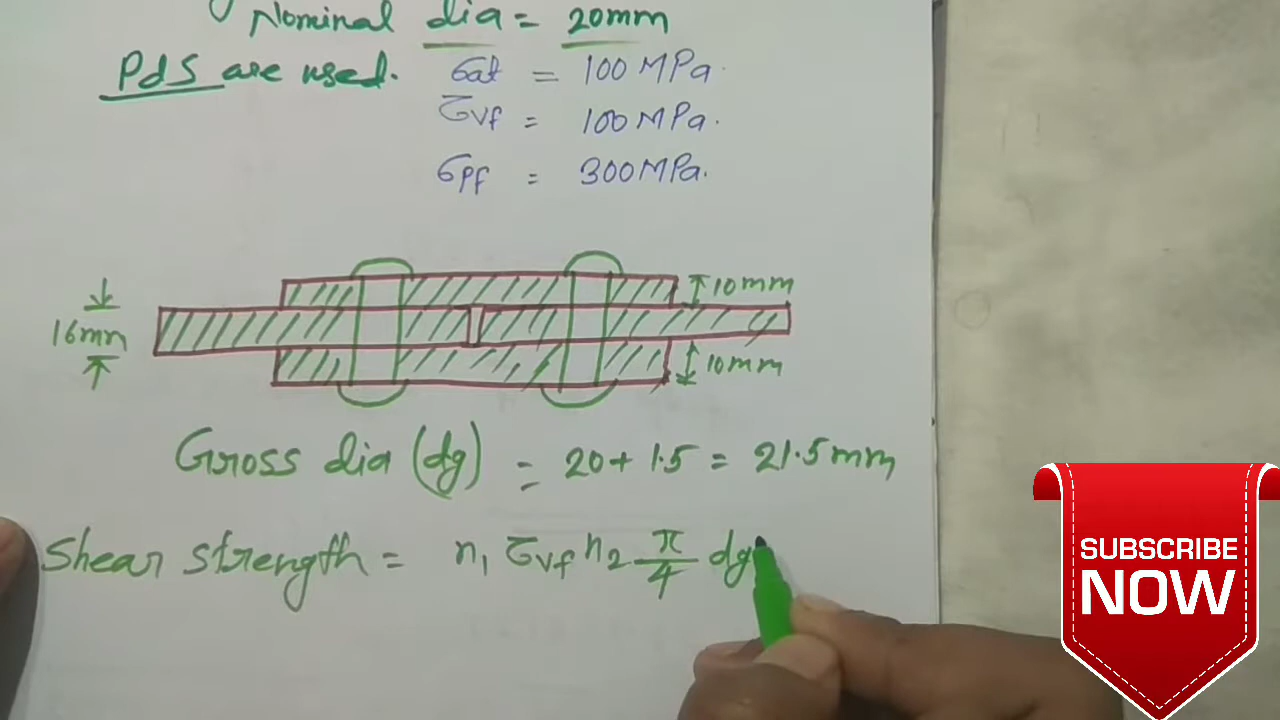 Nominal dia = 20mm
PdS are used. σat = 100 MPa.
τvf = 100 MPa.
σpf = 300 MPa.
10mm
16mm
10mm
Gross dia (dg) = 20 + 1.5 = 21.5 mm
Shear strength = n₁ τvf n₂ π/4 dg
SUBSCRIBE
NOW